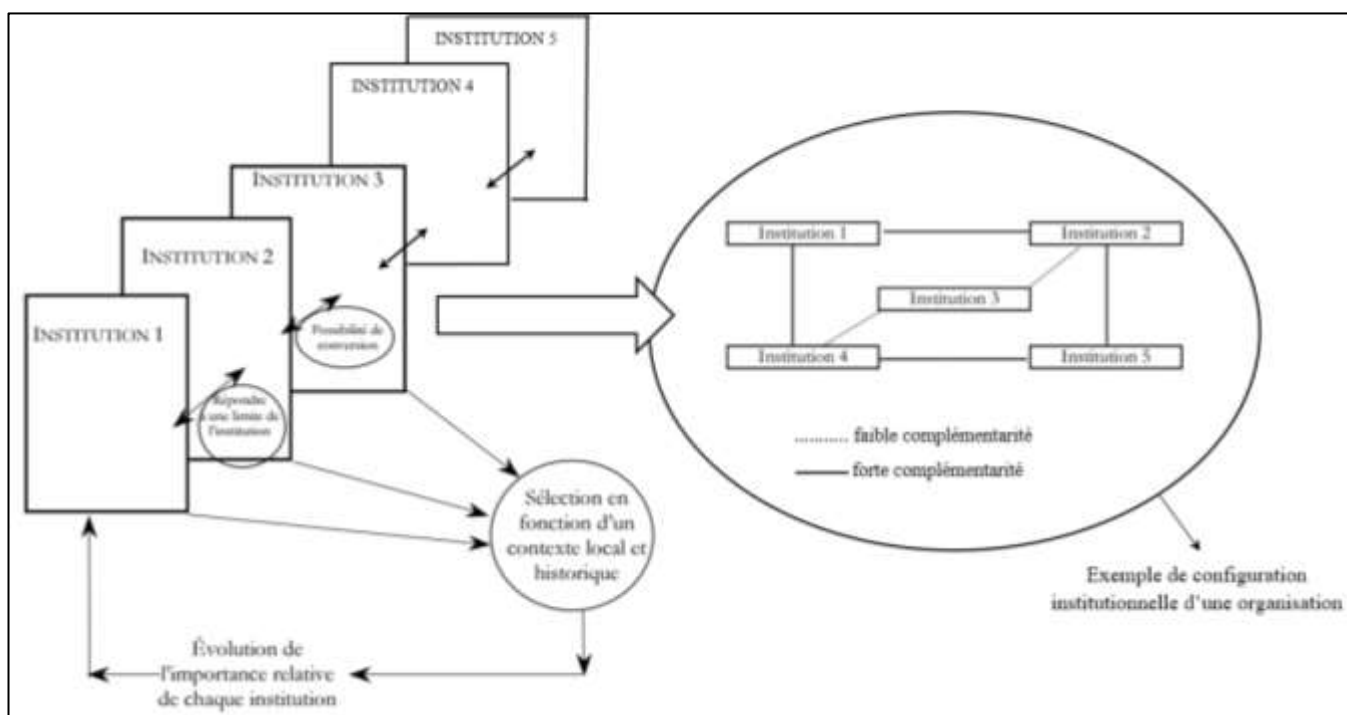 INSTITUTION 5
INSTITUTION 4
INSTITUTION 3
INSTITUTION 2
INSTITUTION 1
Possibilité de
conversion
Répondre
à une limite de
l'institution
Sélection en
fonction d'un
contexte local et
historique
Évolution de
l'importance relative
de chaque institution
Institution 1
Institution 2
Institution 3
Institution 4
Institution 5
faible complémentarité
forte complémentarité
Exemple de configuration
institutionnelle d'une organisation